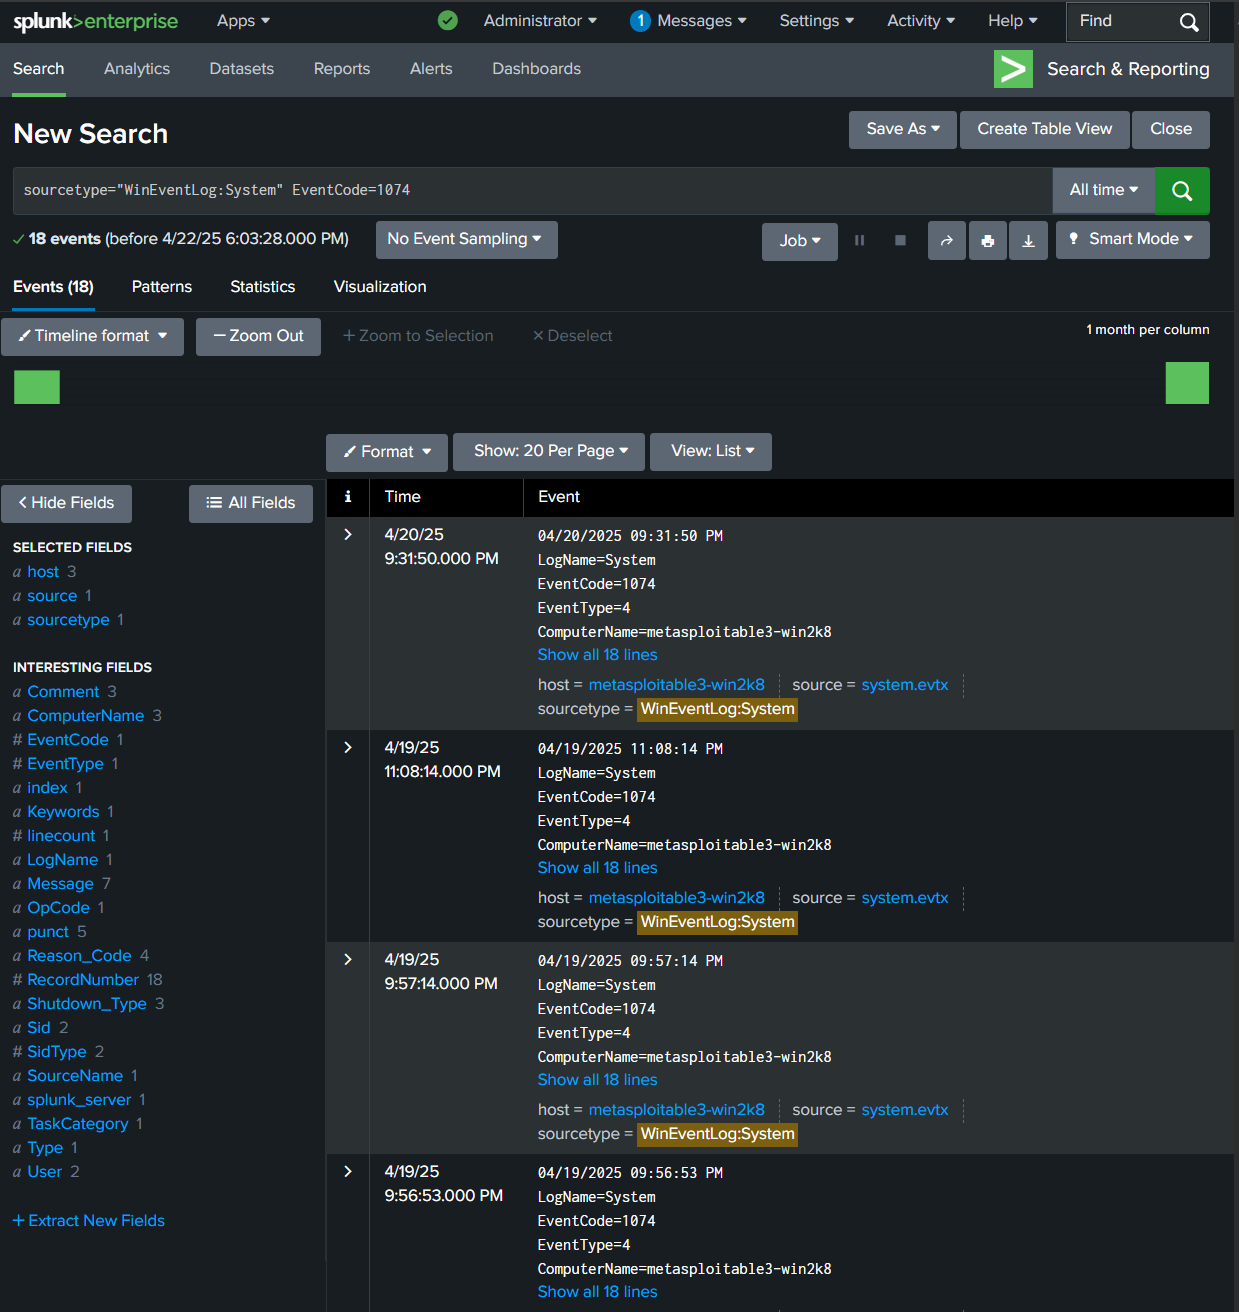 splunk>enterprise Apps Administrator 1 Messages Settings Activity Help Find
Search Analytics Datasets Reports Alerts Dashboards Search & Reporting
New Search Save As Create Table View Close
sourcetype="WinEventLog:System" EventCode=1074 All time
18 events (before 4/22/25 6:03:28.000 PM) No Event Sampling Job Smart Mode
Events (18) Patterns Statistics Visualization
Timeline format — Zoom Out + Zoom to Selection × Deselect 1 month per column
Format Show: 20 Per Page View: List
< Hide Fields All Fields
SELECTED FIELDS
a host 3
a source 1
a sourcetype 1
INTERESTING FIELDS
a Comment 3
a ComputerName 3
# EventCode 1
# EventType 1
a index 1
a Keywords 1
# linecount 1
a LogName 1
a Message 7
a OpCode 1
a punct 5
a Reason_Code 4
# RecordNumber 18
a Shutdown_Type 3
a Sid 2
# SidType 2
a SourceName 1
a splunk_server 1
a TaskCategory 1
a Type 1
a User 2
+ Extract New Fields
i Time Event
> 4/20/25 04/20/2025 09:31:50 PM
9:31:50.000 PM LogName=System
EventCode=1074
EventType=4
ComputerName=metasploitable3-win2k8
Show all 18 lines
host = metasploitable3-win2k8 source = system.evtx
sourcetype = WinEventLog:System
> 4/19/25 04/19/2025 11:08:14 PM
11:08:14.000 PM LogName=System
EventCode=1074
EventType=4
ComputerName=metasploitable3-win2k8
Show all 18 lines
host = metasploitable3-win2k8 source = system.evtx
sourcetype = WinEventLog:System
> 4/19/25 04/19/2025 09:57:14 PM
9:57:14.000 PM LogName=System
EventCode=1074
EventType=4
ComputerName=metasploitable3-win2k8
Show all 18 lines
host = metasploitable3-win2k8 source = system.evtx
sourcetype = WinEventLog:System
> 4/19/25 04/19/2025 09:56:53 PM
9:56:53.000 PM LogName=System
EventCode=1074
EventType=4
ComputerName=metasploitable3-win2k8
Show all 18 lines